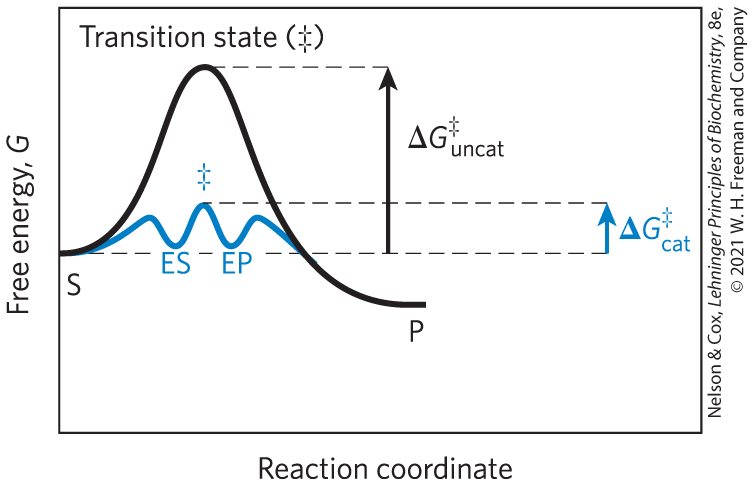 Transition state (‡)
ΔG‡uncat
‡
ΔG‡cat
ES
EP
S
P
Free energy, G
Reaction coordinate
Nelson & Cox, Lehninger Principles of Biochemistry, 8e,
© 2021 W. H. Freeman and Company